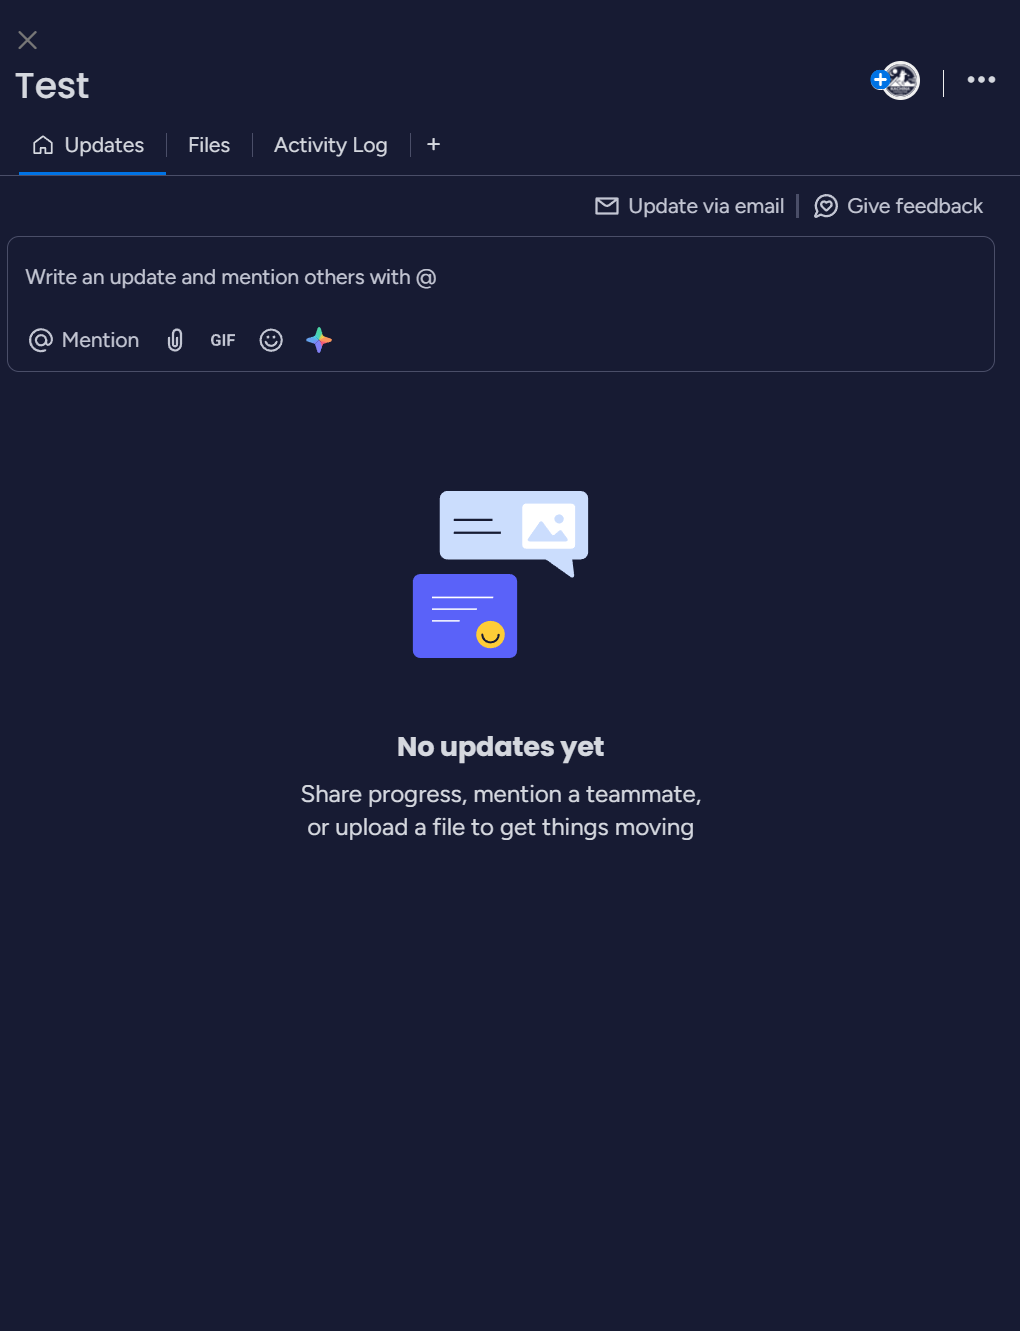 Test
Updates
Files
Activity Log
+
Update via email
Give feedback
Write an update and mention others with @
Mention
GIF
No updates yet
Share progress, mention a teammate,
or upload a file to get things moving